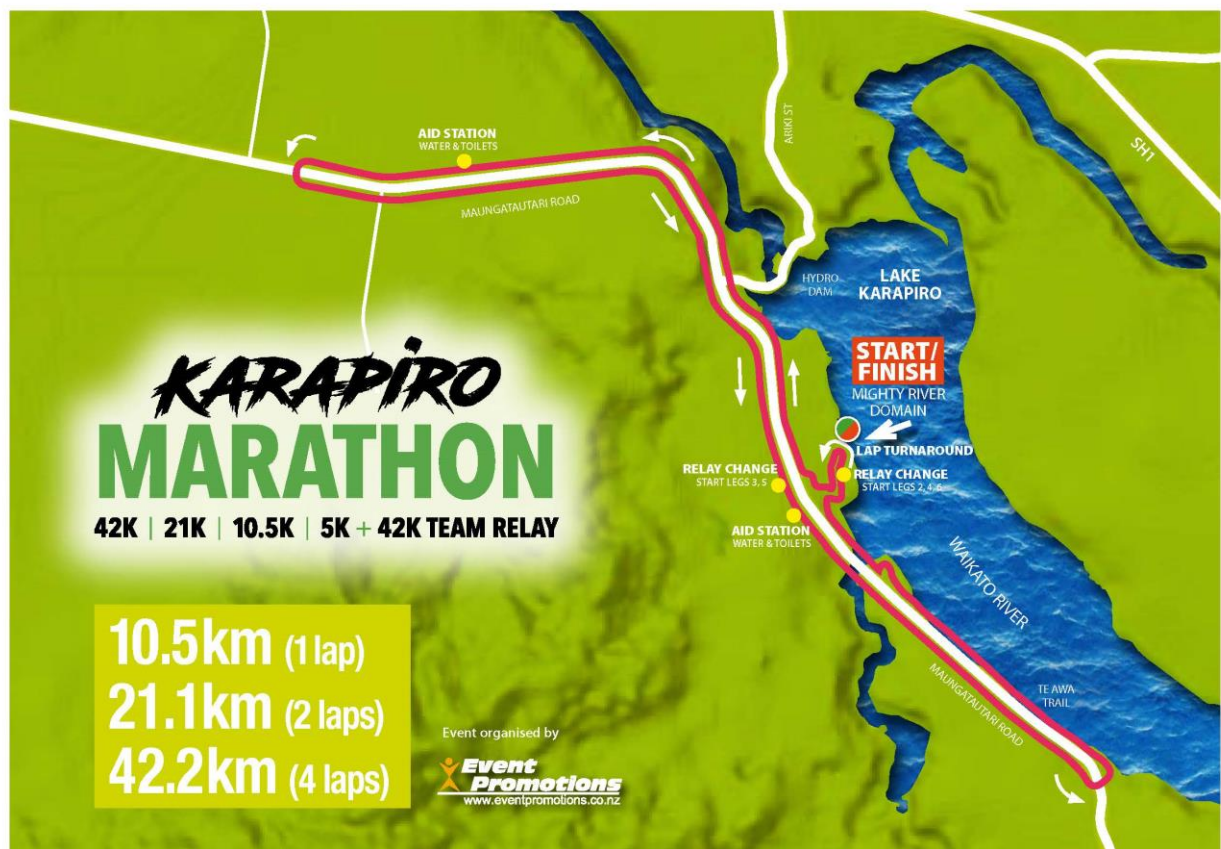 AID STATION
WATER & TOILETS
MAUNGATAUTARI ROAD
ARIKI ST
SH1
HYDRO
DAM
LAKE
KARAPIRO
START/
FINISH
MIGHTY RIVER
DOMAIN
LAP TURNAROUND
RELAY CHANGE
START LEGS 3, 5
RELAY CHANGE
START LEGS 2, 4, 6
AID STATION
WATER & TOILETS
WAIKATO RIVER
MAUNGATAUTARI ROAD
TE AWA
TRAIL
KARAPIRO
MARATHON
42K | 21K | 10.5K | 5K + 42K TEAM RELAY
10.5km (1 lap)
21.1km (2 laps)
42.2km (4 laps)
Event organised by
Event
Promotions
www.eventpromotions.co.nz